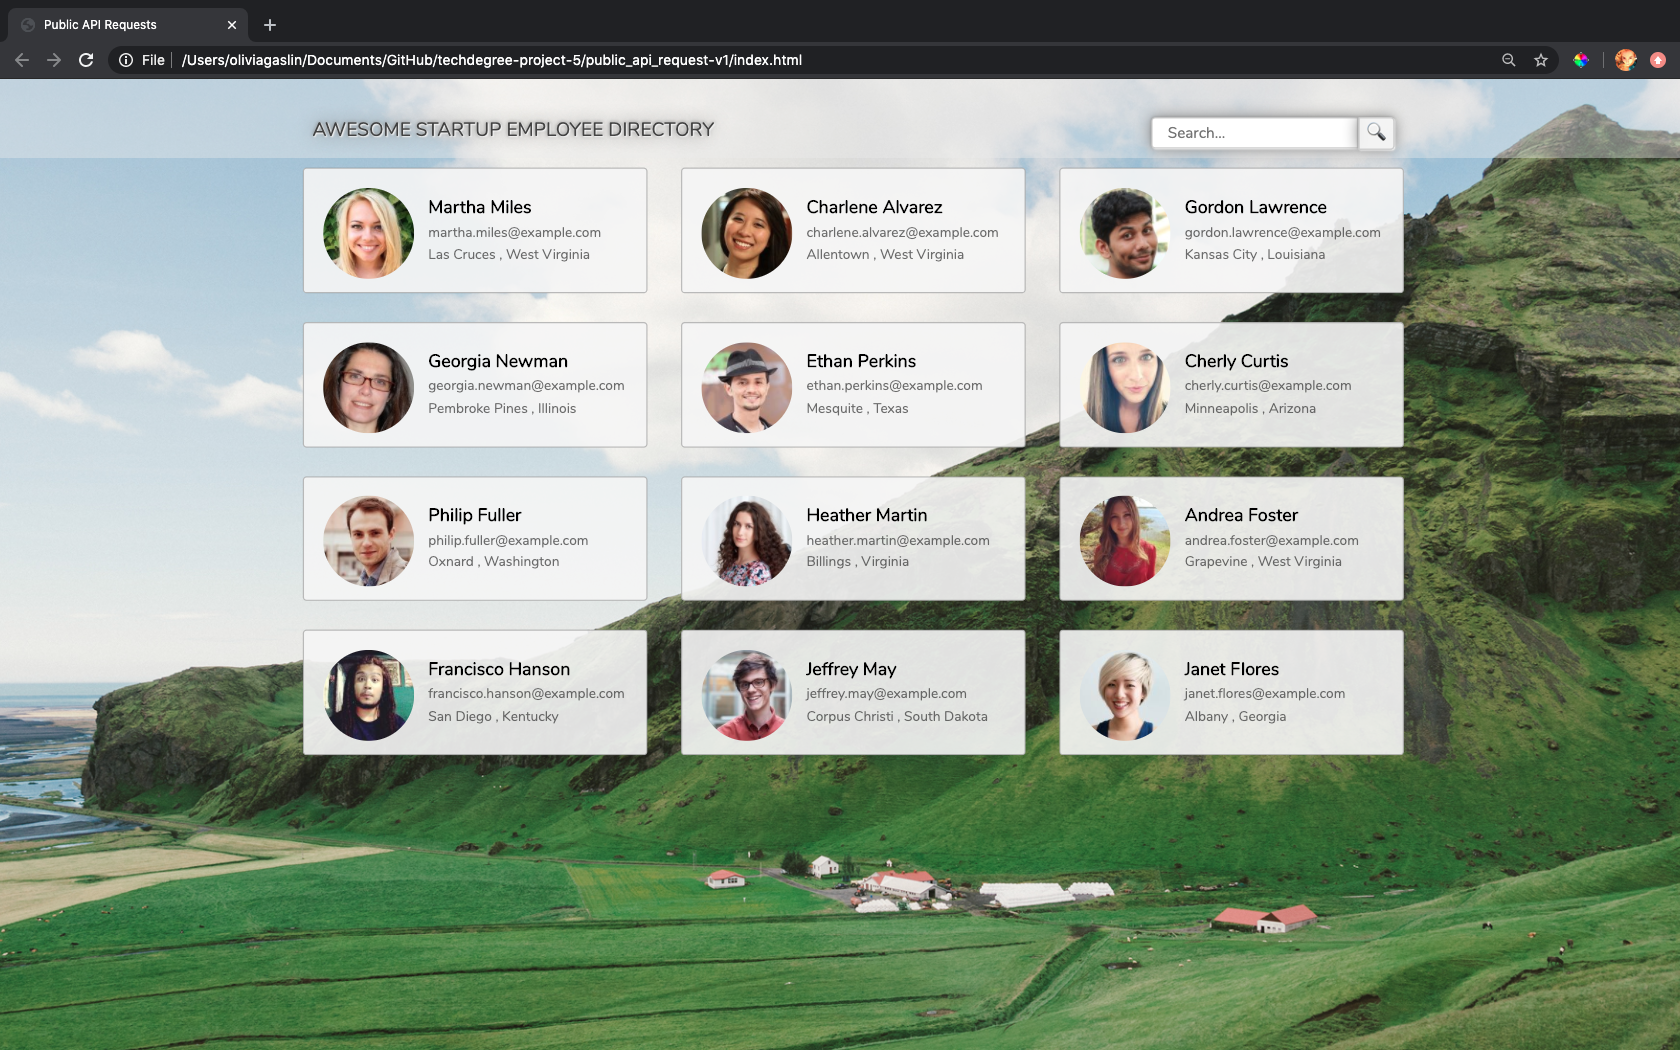 Public API Requests
File
/Users/oliviagaslin/Documents/GitHub/techdegree-project-5/public_api_request-v1/index.html
AWESOME STARTUP EMPLOYEE DIRECTORY
Search...
Martha Miles
martha.miles@example.com
Las Cruces , West Virginia
Charlene Alvarez
charlene.alvarez@example.com
Allentown , West Virginia
Gordon Lawrence
gordon.lawrence@example.com
Kansas City , Louisiana
Georgia Newman
georgia.newman@example.com
Pembroke Pines , Illinois
Ethan Perkins
ethan.perkins@example.com
Mesquite , Texas
Cherly Curtis
cherly.curtis@example.com
Minneapolis , Arizona
Philip Fuller
philip.fuller@example.com
Oxnard , Washington
Heather Martin
heather.martin@example.com
Billings , Virginia
Andrea Foster
andrea.foster@example.com
Grapevine , West Virginia
Francisco Hanson
francisco.hanson@example.com
San Diego , Kentucky
Jeffrey May
jeffrey.may@example.com
Corpus Christi , South Dakota
Janet Flores
janet.flores@example.com
Albany , Georgia